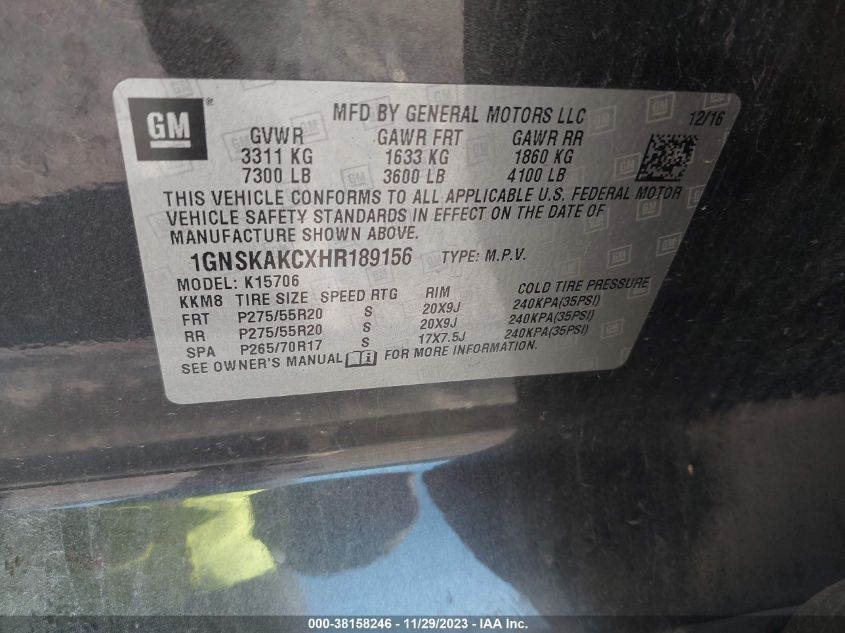 GM ®
MFD BY GENERAL MOTORS LLC 12/16
GVWR GAWR FRT GAWR RR
3311 KG 1633 KG 1860 KG
7300 LB 3600 LB 4100 LB
THIS VEHICLE CONFORMS TO ALL APPLICABLE U.S. FEDERAL MOTOR
VEHICLE SAFETY STANDARDS IN EFFECT ON THE DATE OF
MANUFACTURE SHOWN ABOVE.
1GNSKAKCXHR189156 TYPE: M.P.V.
MODEL: K15706
KKM8 TIRE SIZE SPEED RTG RIM COLD TIRE PRESSURE
FRT P275/55R20 S 20X9J 240KPA(35PSI)
RR P275/55R20 S 20X9J 240KPA(35PSI)
SPA P265/70R17 S 17X7.5J 240KPA(35PSI)
SEE OWNER'S MANUAL FOR MORE INFORMATION.
000-38158246 - 11/29/2023 - IAA Inc.